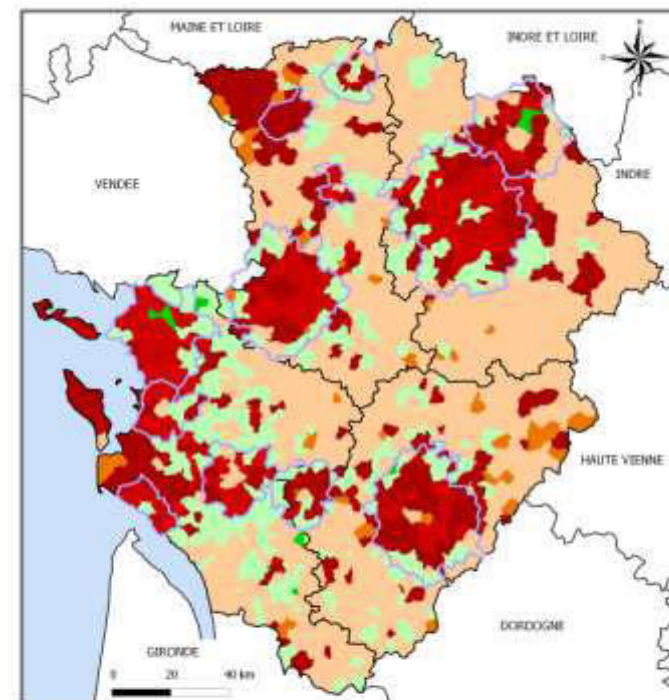 MAINE ET LOIRE
INDRE ET LOIRE
VENDEE
INDRE
HAUTE VIENNE
DORDOGNE
GIRONDE
0 20 40 km